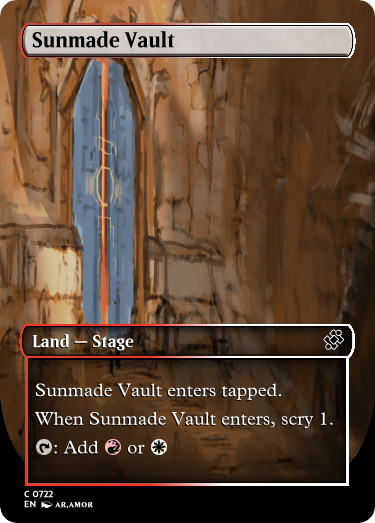 Sunmade Vault
Land — Stage
Sunmade Vault enters tapped.
When Sunmade Vault enters, scry 1.
: Add or
C 0722
EN AR.AMOR